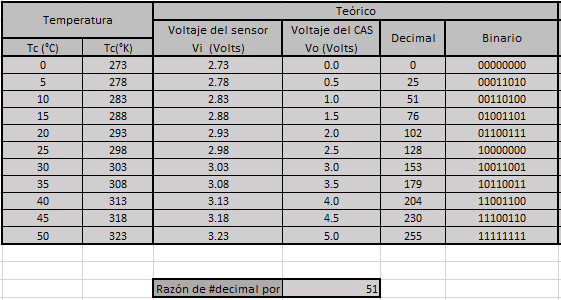 Temperatura Teórico
Voltaje del sensor Voltaje del CAS Decimal Binario
Tc (°C) Tc(°K) Vi (Volts) Vo (Volts)
0 273 2.73 0.0 0 00000000
5 278 2.78 0.5 25 00011010
10 283 2.83 1.0 51 00110100
15 288 2.88 1.5 76 01001101
20 293 2.93 2.0 102 01100111
25 298 2.98 2.5 128 10000000
30 303 3.03 3.0 153 10011001
35 308 3.08 3.5 179 10110011
40 313 3.13 4.0 204 11001100
45 318 3.18 4.5 230 11100110
50 323 3.23 5.0 255 11111111
Razón de #decimal por 51